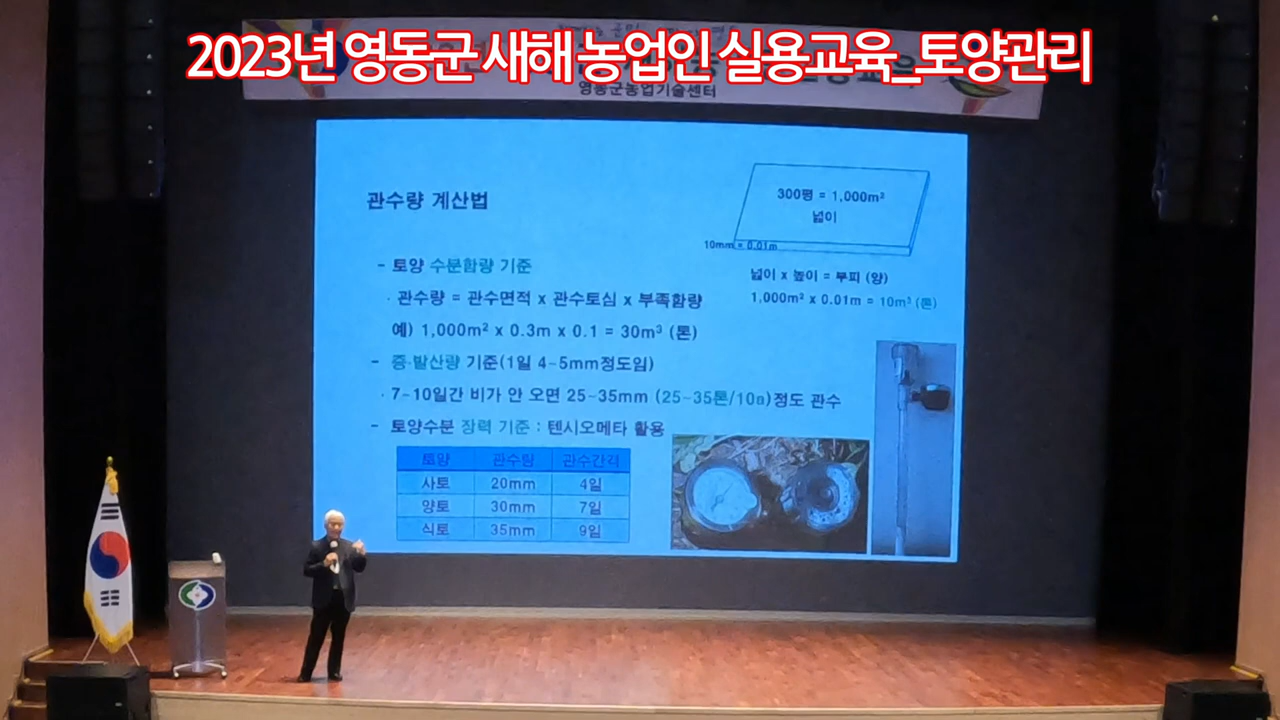 2023년 영동군 새해 농업인 실용교육_토양관리
영동군농업기술센터
관수량 계산법
300평 = 1,000m²
넓이
10mm = 0.01m
넓이 x 높이 = 부피 (양)
1,000m² x 0.01m = 10m³ (톤)
- 토양 수분함량 기준
· 관수량 = 관수면적 x 관수토심 x 부족함량
예) 1,000m² x 0.3m x 0.1 = 30m³ (톤)
- 증·발산량 기준(1일 4~5mm정도임)
· 7-10일간 비가 안 오면 25~35mm (25~35톤/10a)정도 관수
- 토양수분 장력 기준 : 텐시오메타 활용
토양 관수량 관수간격
사토 20mm 4일
양토 30mm 7일
식토 35mm 9일